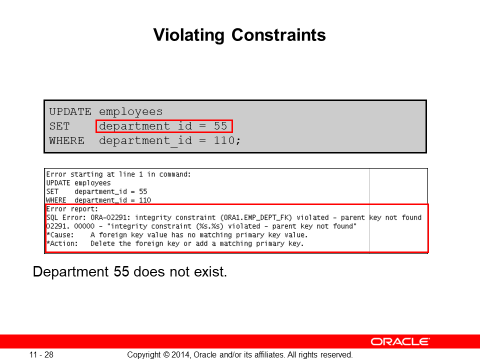 Violating Constraints
UPDATE employees
SET department_id = 55
WHERE department_id = 110;
Error starting at line 1 in command:
UPDATE employees
SET department_id = 55
WHERE department_id = 110
Error report:
SQL Error: ORA-02291: integrity constraint (ORA1.EMP_DEPT_FK) violated - parent key not found
02291. 00000 - "integrity constraint (%s.%s) violated - parent key not found"
*Cause: A foreign key value has no matching primary key value.
*Action: Delete the foreign key or add a matching primary key.
Department 55 does not exist.
ORACLE
11 - 28 Copyright © 2014, Oracle and/or its affiliates. All rights reserved.